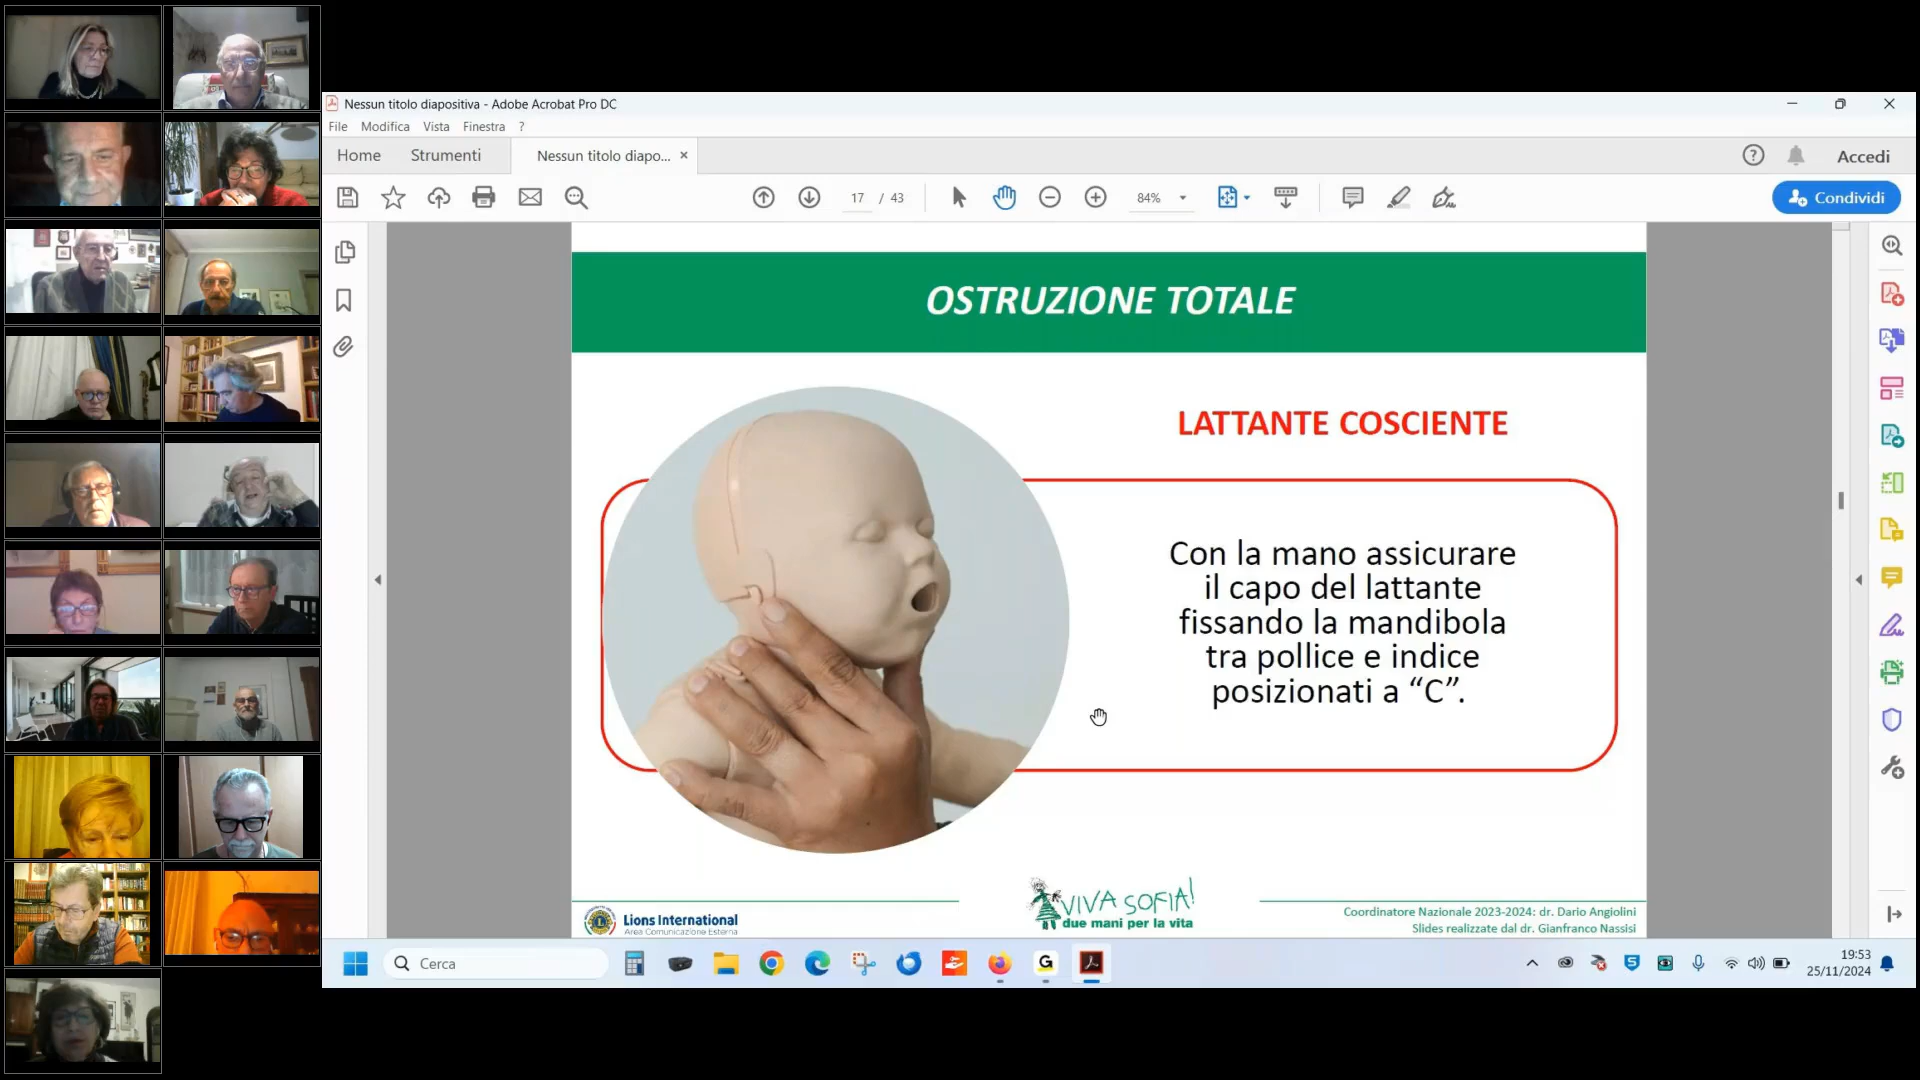 Nessun titolo diapositiva - Adobe Acrobat Pro DC
File Modifica Vista Finestra ?
Home Strumenti Nessun titolo diapo... ×
Accedi
17 / 43
84%
Condividi
OSTRUZIONE TOTALE
LATTANTE COSCIENTE
Con la mano assicurare
il capo del lattante
fissando la mandibola
tra pollice e indice
posizionati a “C”.
Lions International
Area Comunicazione Esterna
VIVA SOFIA!
due mani per la vita
Coordinatore Nazionale 2023-2024: dr. Dario Angiolini
Slides realizzate dal dr. Gianfranco Nassisi
Cerca
19:53
25/11/2024